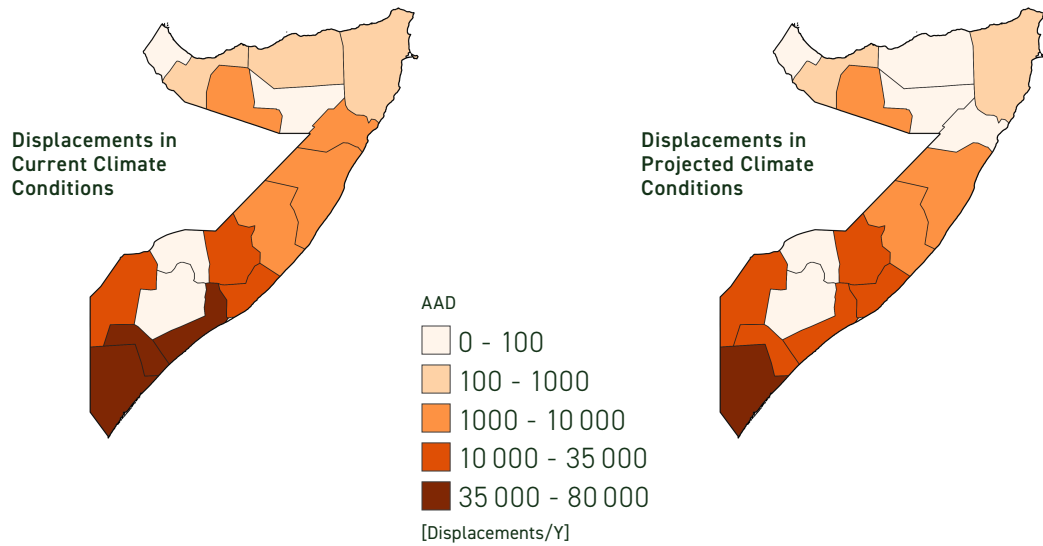 Displacements in
Current Climate
Conditions
Displacements in
Projected Climate
Conditions
AAD
0 - 100
100 - 1000
1000 - 10 000
10 000 - 35 000
35 000 - 80 000
[Displacements/Y]